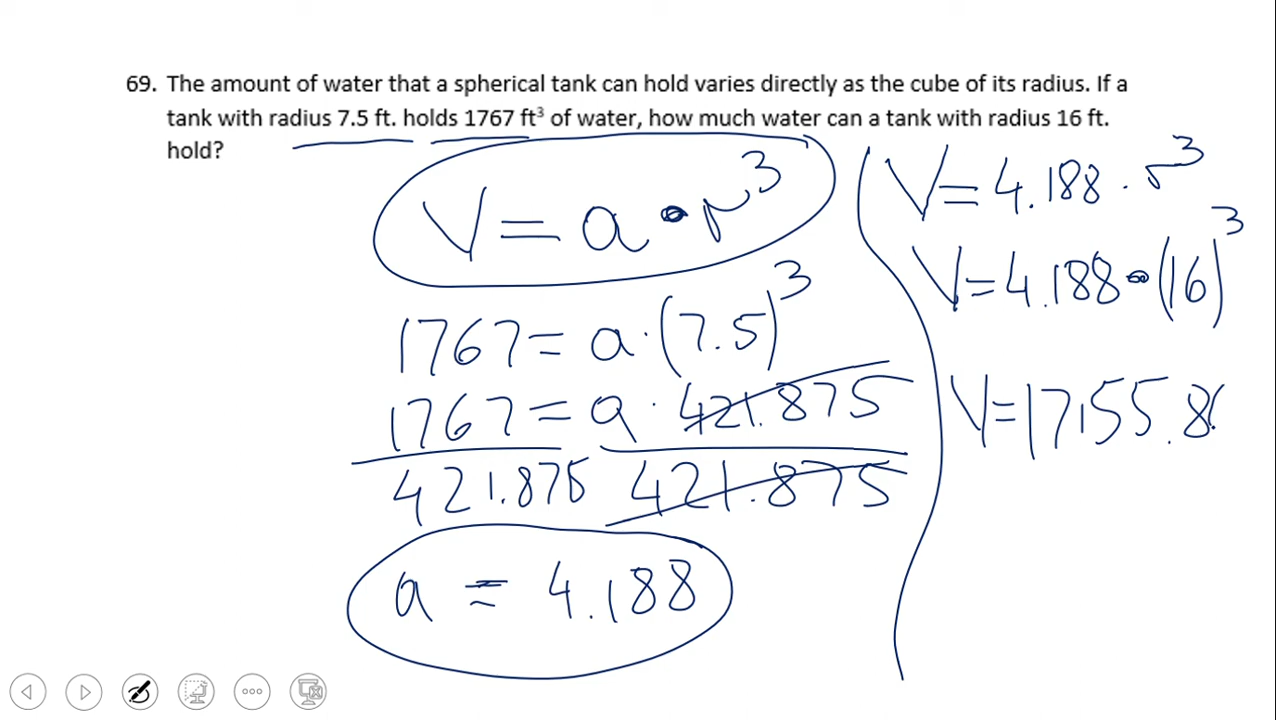 69. The amount of water that a spherical tank can hold varies directly as the cube of its radius. If a
tank with radius 7.5 ft. holds 1767 ft³ of water, how much water can a tank with radius 16 ft.
hold?
V = a • r³
1767 = a · (7.5)³
1767 = a · 421.875
421.875 421.875
a = 4.188
V = 4.188 · r³
V = 4.188 · (16)³
V = 17155.8